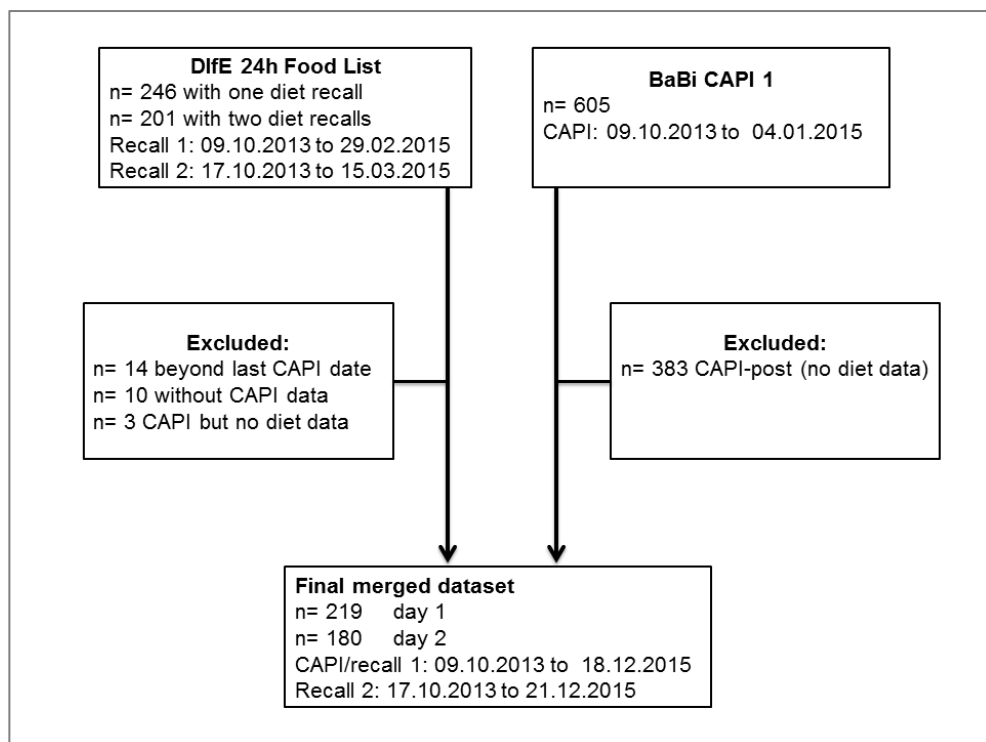 DIfE 24h Food List
n= 246 with one diet recall
n= 201 with two diet recalls
Recall 1: 09.10.2013 to 29.02.2015
Recall 2: 17.10.2013 to 15.03.2015
BaBi CAPI 1
n= 605
CAPI: 09.10.2013 to 04.01.2015
Excluded:
n= 14 beyond last CAPI date
n= 10 without CAPI data
n= 3 CAPI but no diet data
Excluded:
n= 383 CAPI-post (no diet data)
Final merged dataset
n= 219 day 1
n= 180 day 2
CAPI/recall 1: 09.10.2013 to 18.12.2015
Recall 2: 17.10.2013 to 21.12.2015